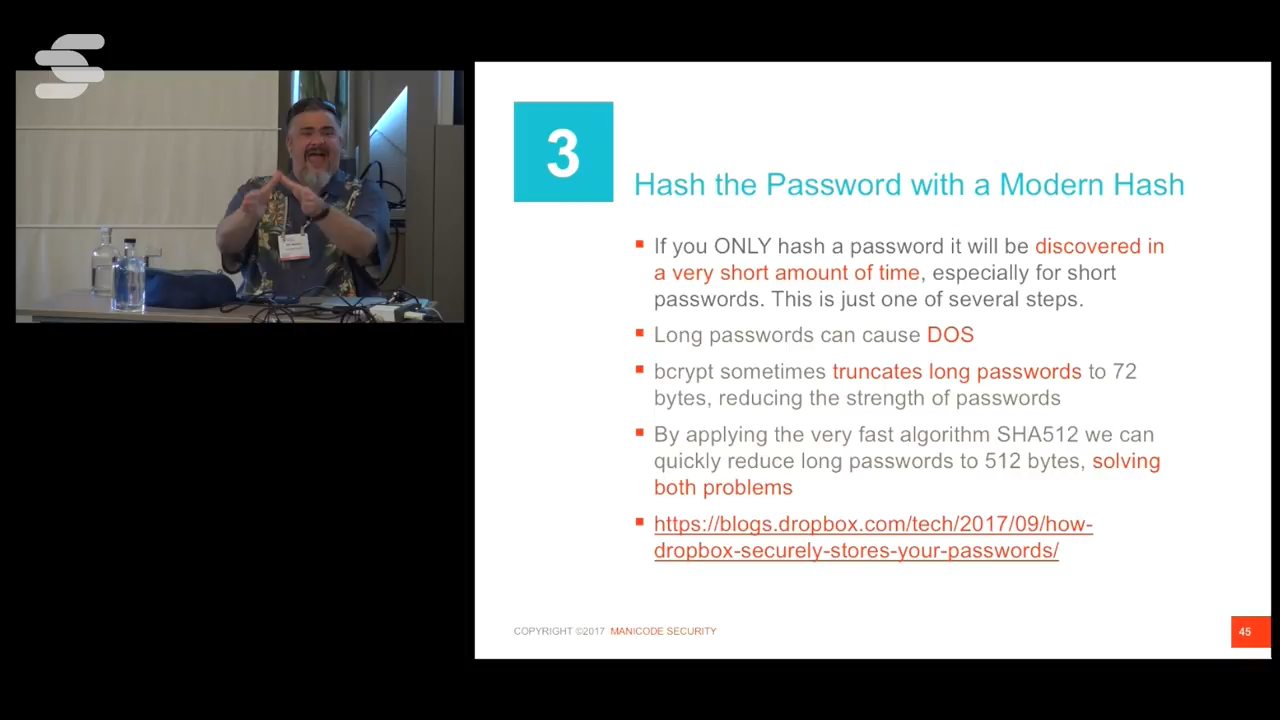 3
Hash the Password with a Modern Hash
If you ONLY hash a password it will be discovered in
a very short amount of time, especially for short
passwords. This is just one of several steps.
Long passwords can cause DOS
bcrypt sometimes truncates long passwords to 72
bytes, reducing the strength of passwords
By applying the very fast algorithm SHA512 we can
quickly reduce long passwords to 512 bytes, solving
both problems
https://blogs.dropbox.com/tech/2017/09/how-
dropbox-securely-stores-your-passwords/
COPYRIGHT ©2017 MANICODE SECURITY
45